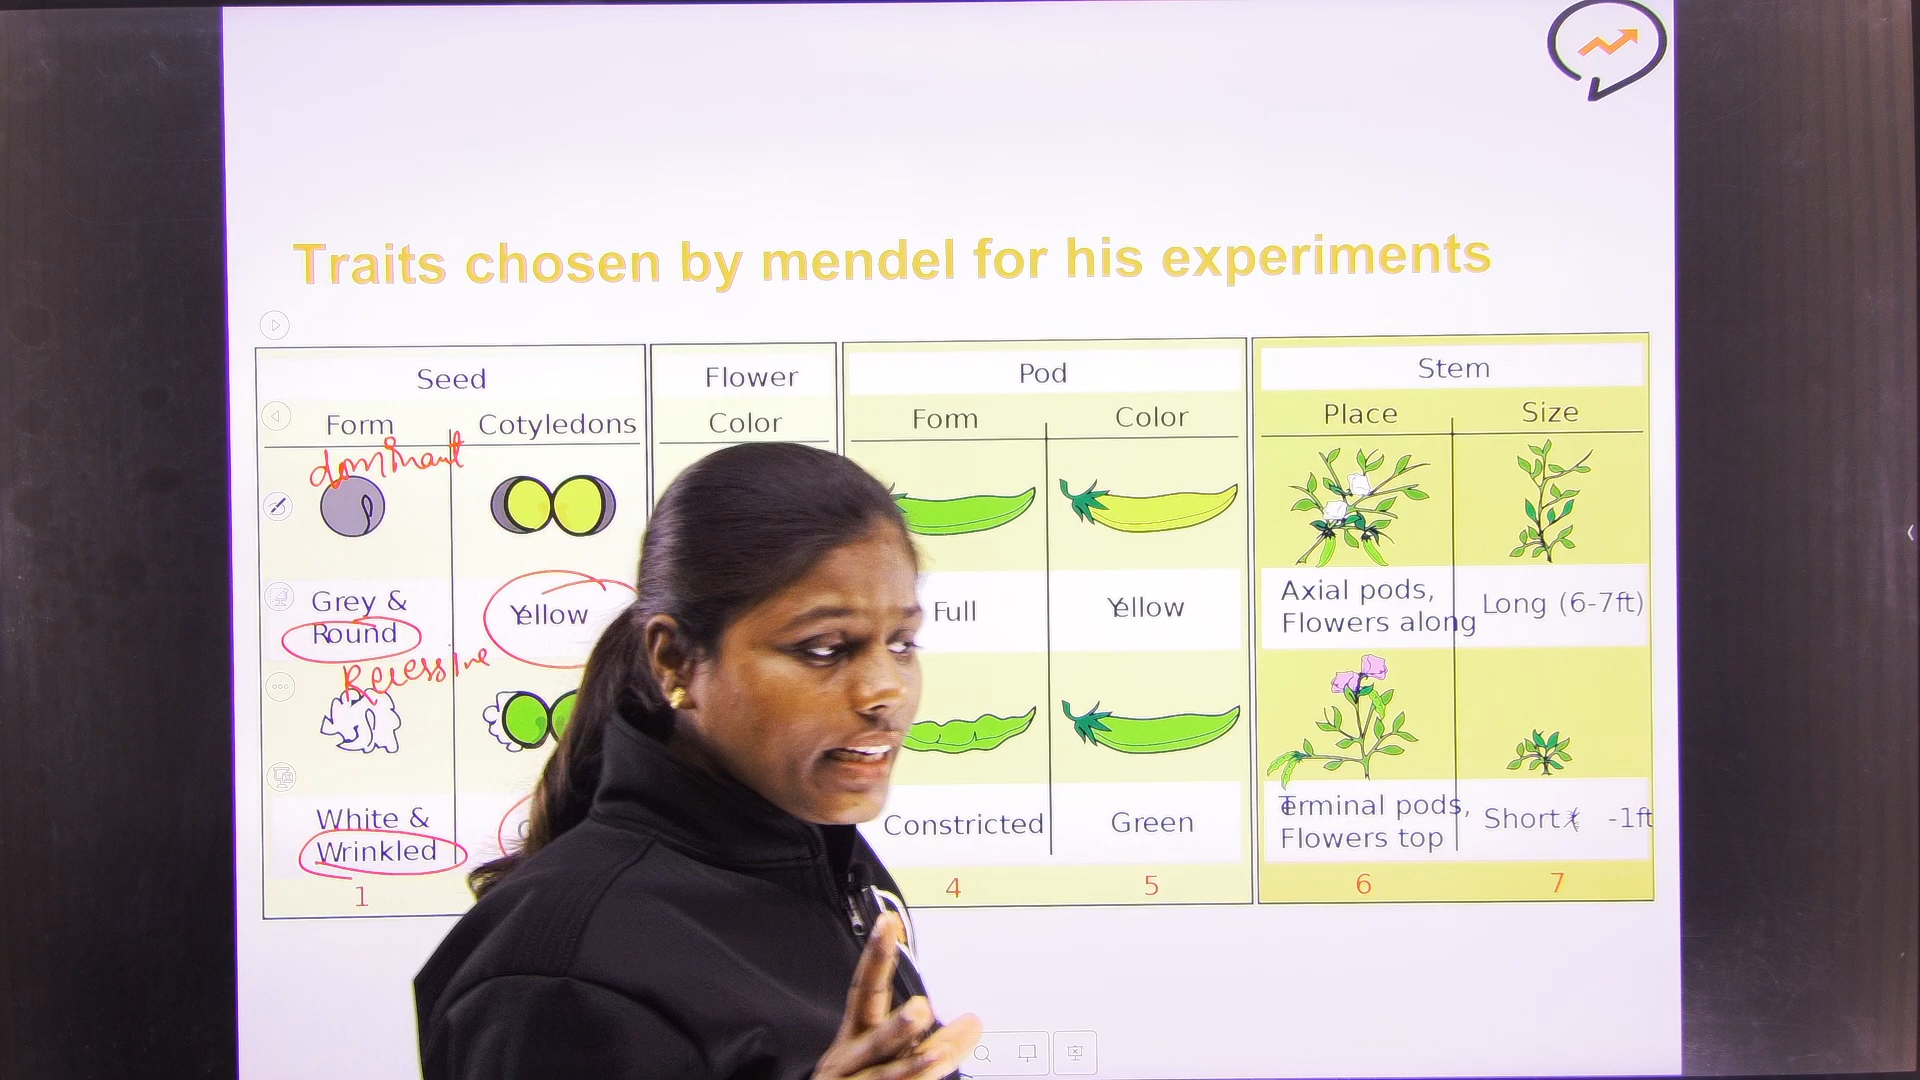 Traits chosen by mendel for his experiments
Seed
Flower
Pod
Stem
Form
Cotyledons
Color
Form
Color
Place
Size
dominant
Grey &
Round
Yellow
Full
Yellow
Axial pods,
Flowers along
Long (6-7ft)
Recessive
White &
Wrinkled
Constricted
Green
Terminal pods,
Flowers top
Short -1ft
1
4
5
6
7